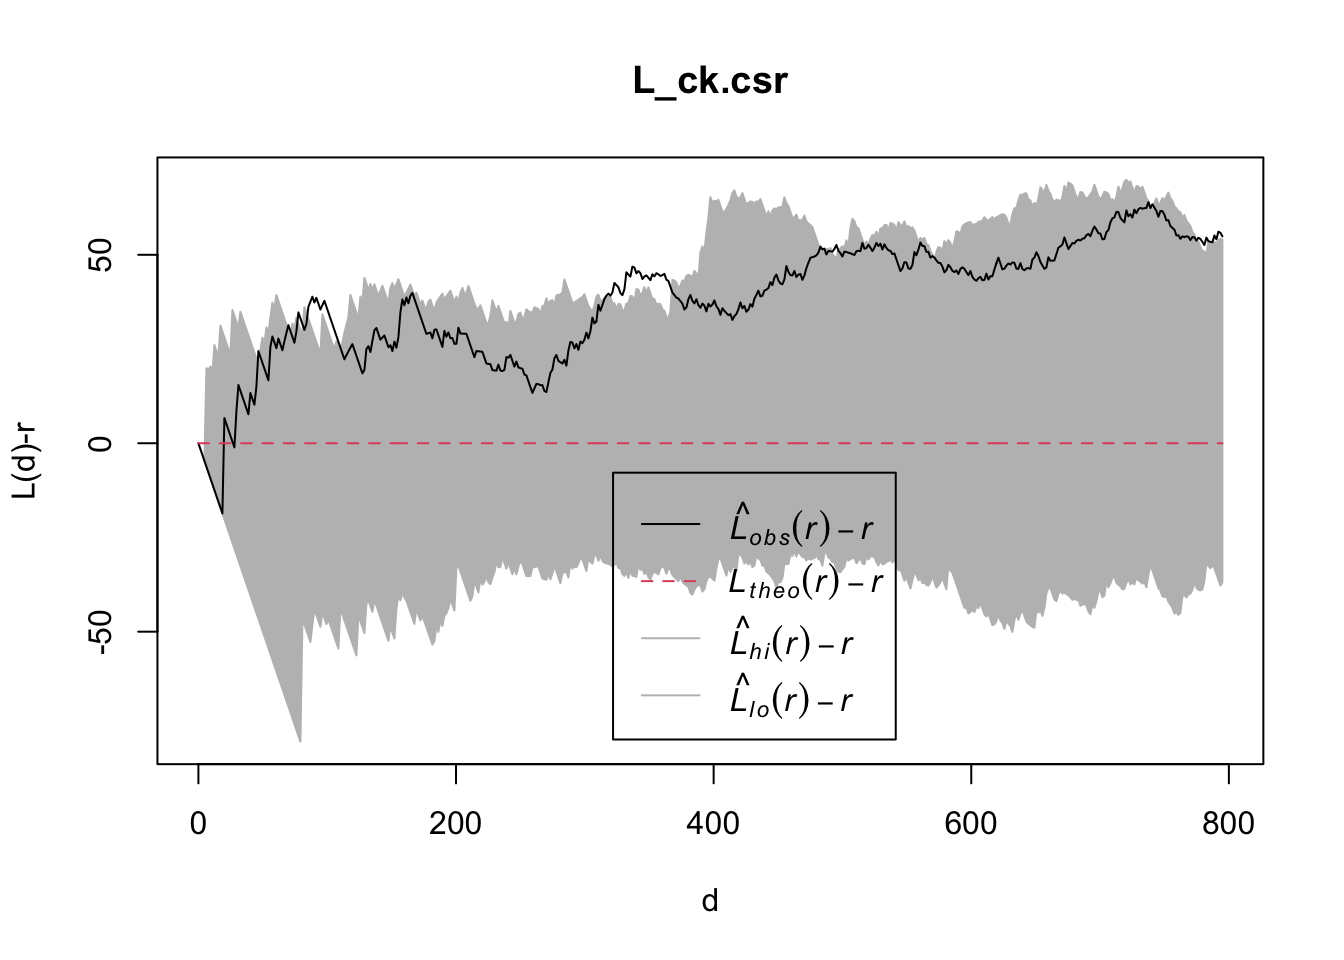 L_ck.csr
L(d)-r
50
0
-50
L̂obs(r) − r
Ltheo(r) − r
L̂hi(r) − r
L̂lo(r) − r
0 200 400 600 800
d